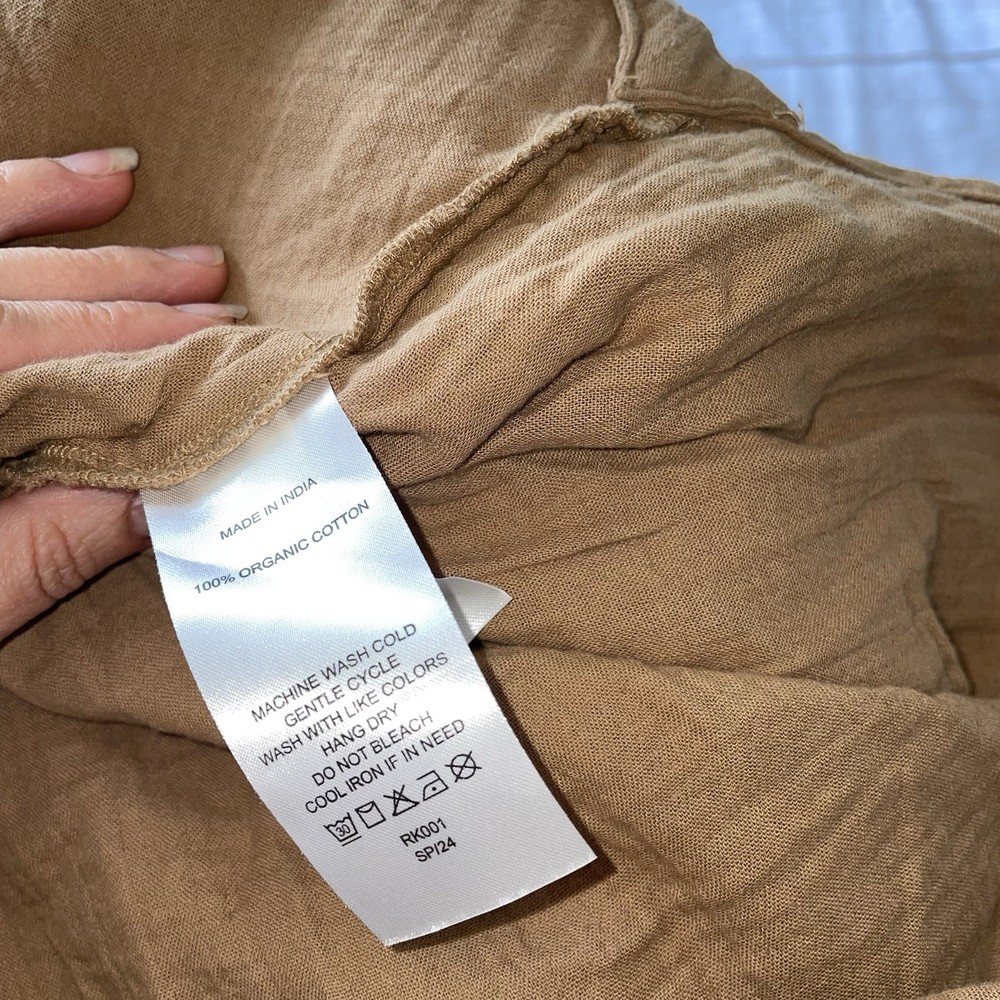 MADE IN INDIA
100% ORGANIC COTTON
MACHINE WASH COLD
GENTLE CYCLE
WASH WITH LIKE COLORS
HANG DRY
DO NOT BLEACH
COOL IRON IF IN NEED
30
RK001
SP/24